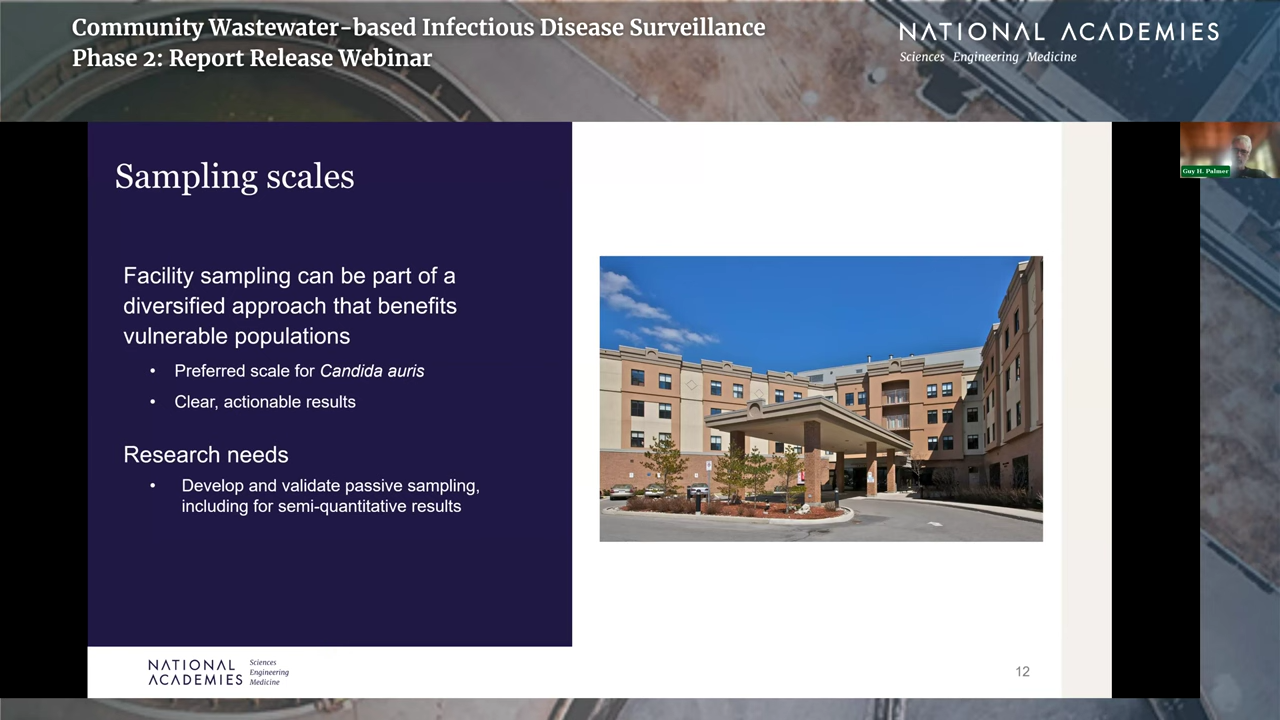 Community Wastewater-based Infectious Disease Surveillance
Phase 2: Report Release Webinar
NATIONAL ACADEMIES
Sciences Engineering Medicine
Guy H. Palmer
Sampling scales
Facility sampling can be part of a
diversified approach that benefits
vulnerable populations
• Preferred scale for Candida auris
• Clear, actionable results
Research needs
• Develop and validate passive sampling,
including for semi-quantitative results
NATIONAL
ACADEMIES
Sciences
Engineering
Medicine
12